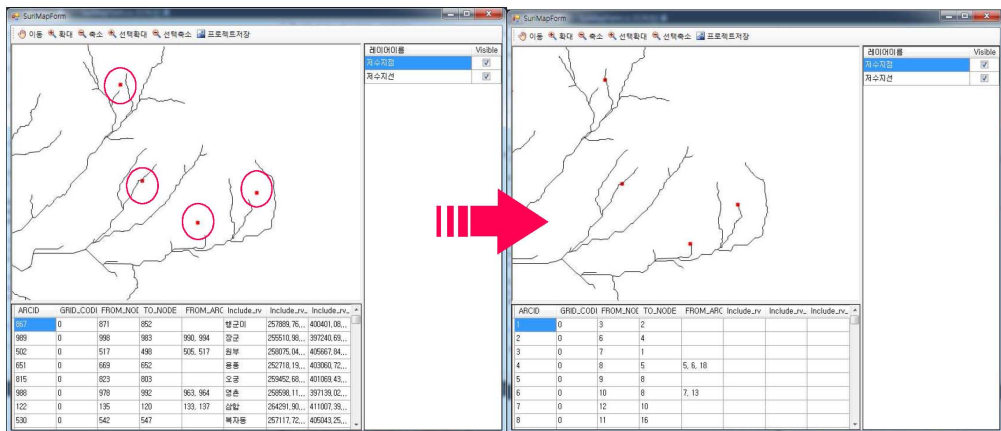 SuriMapForm
이동 확대 축소 선택확대 선택축소 프로젝트저장
레이어이름 Visible
저수지점
저수지선
ARCID GRID_CODI FROM_NOI TO_NODE FROM_ARC Include_rv Include_rv_ Include_rv_
857 0 871 852 행군이 257889,76,,, 400401,08,,,
989 0 998 983 990, 994 장군 255510,98,,, 397240,69,,,
502 0 517 498 505, 517 원부 258075,04,,, 405667,84,,,
651 0 669 652 용풍 252718,19,,, 403060,72,,,
815 0 823 803 오궁 259452,68,,, 401069,43,,,
988 0 978 992 963, 964 영촌 258598,11,,, 397139,02,,,
122 0 135 120 133, 137 삼합 264291,90,,, 411007,39,,,
530 0 542 547 복자동 257117,72,,, 405043,25,,,
SuriMapForm
이동 확대 축소 선택확대 선택축소 프로젝트저장
레이어이름 Visible
저수지점
저수지선
ARCID GRID_CODI FROM_NOI TO_NODE FROM_ARC Include_rv Include_rv_ Include_rv_
1 0 3 2
2 0 6 4
3 0 7 1
4 0 8 5 5, 6, 18
5 0 9 8
6 0 10 8 7, 13
7 0 12 10
8 0 11 16